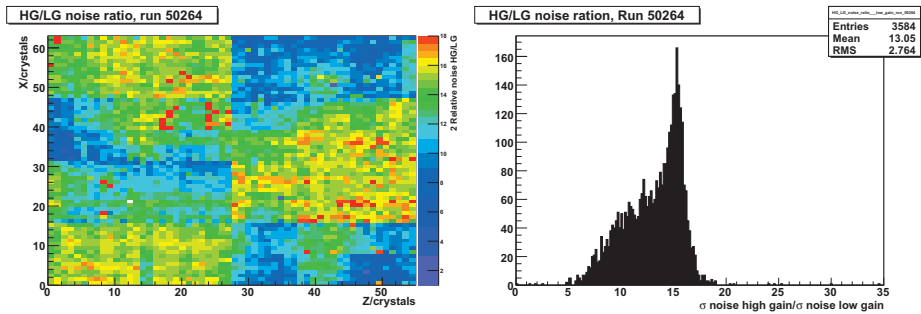 HG/LG noise ratio, run 50264
X/crystals
60
50
40
30
20
10
0
0 10 20 30 40 50
Z/crystals
18
16
14
12
10
8
6
4
2
2 Relative noise HG/LG
HG/LG noise ration, Run 50264
Entries 3584
Mean 13.05
RMS 2.764
160
140
120
100
80
60
40
20
0
0 5 10 15 20 25 30 35
σ noise high gain/σ noise low gain